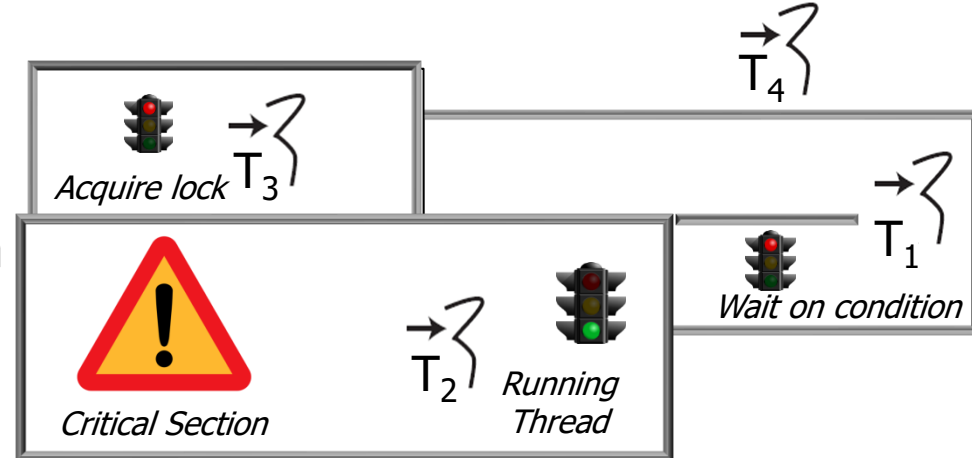 T4
T3
Acquire lock
T1
Wait on condition
T2
Running
Thread
Critical Section